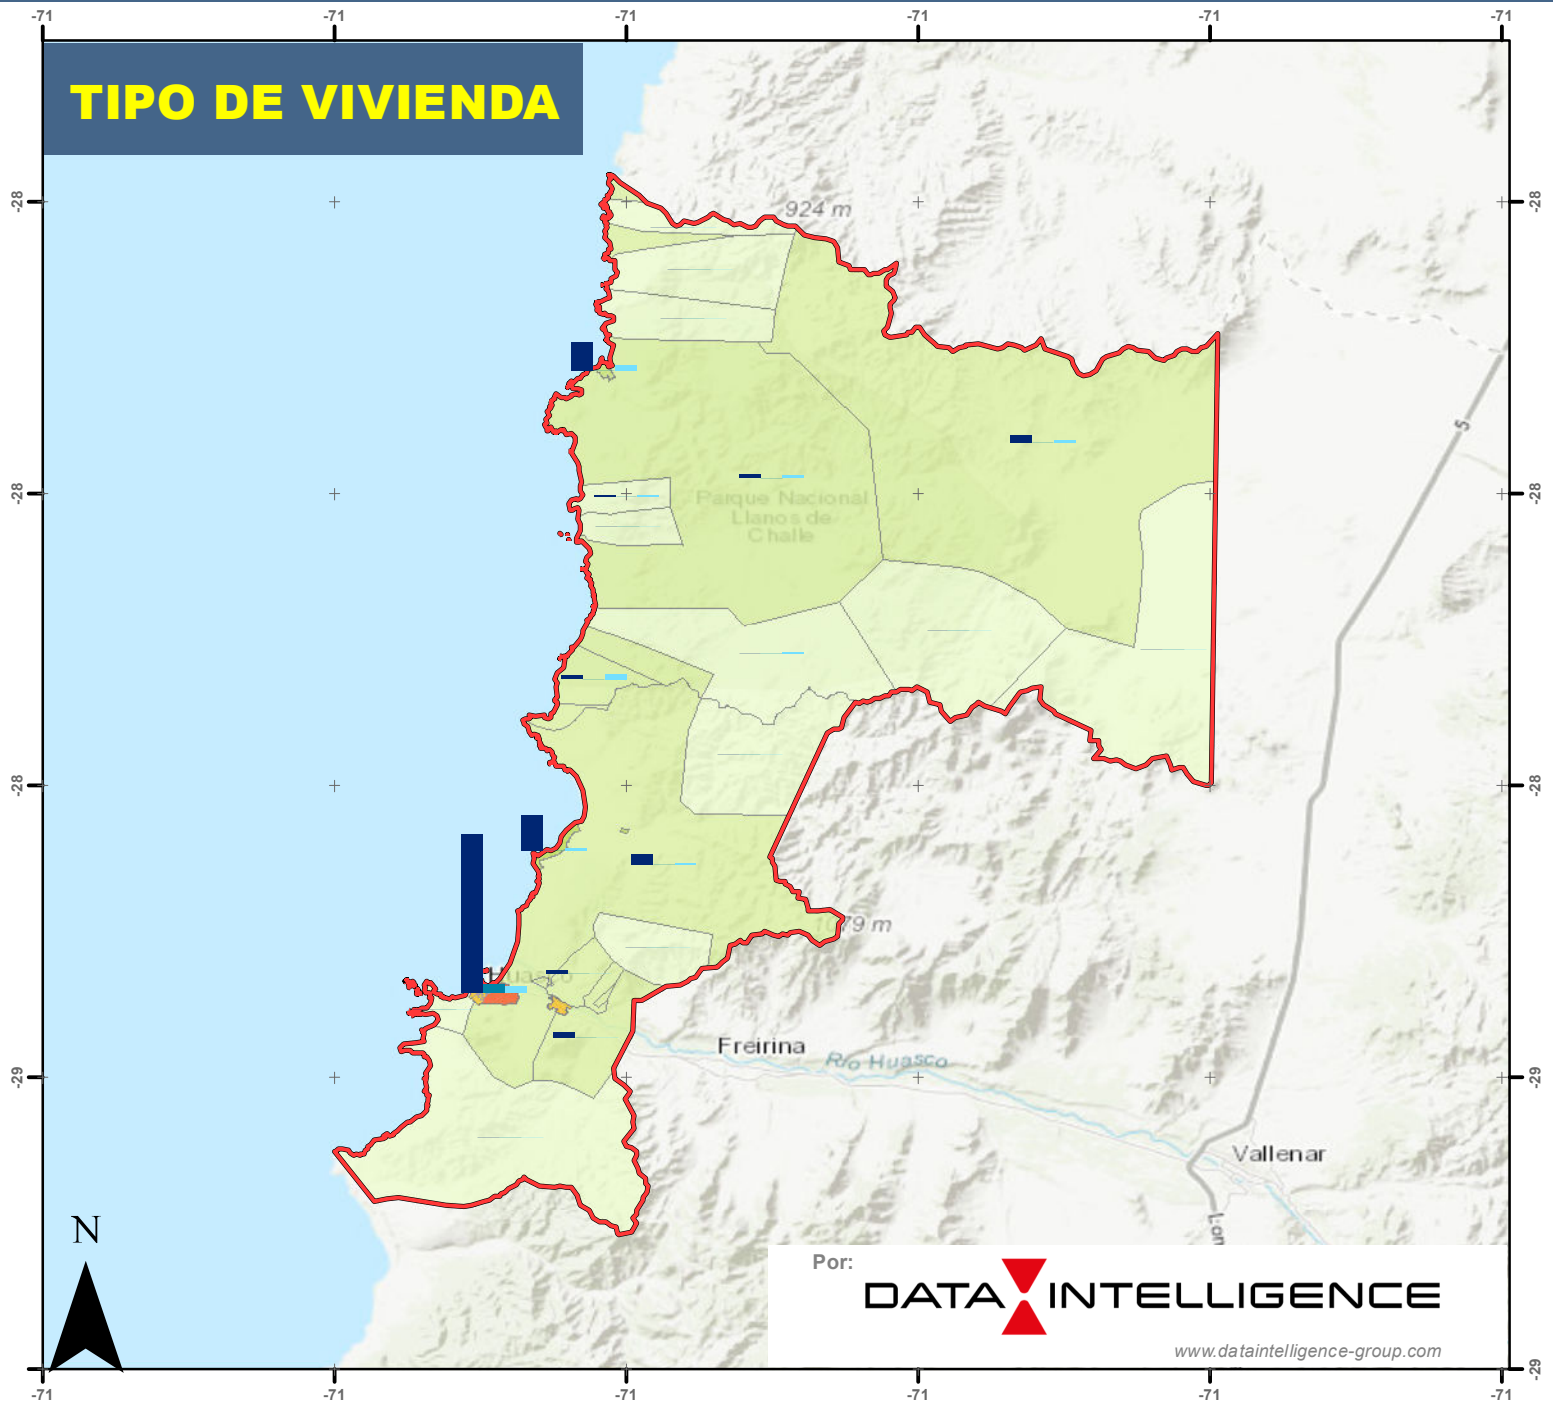 -71 -71 -71 -71 -71 -71
TIPO DE VIVIENDA
924 m
-28 -28
5
-28 -28
Parque Nacional
Llanos de
Challe
-28 -28
79 m
Huasco
Freirina
Río Huasco
-29 -29
Vallenar
N
Por:
DATA INTELLIGENCE
www.dataintelligence-group.com
-29
-71 -71 -71 -71 -71 -71